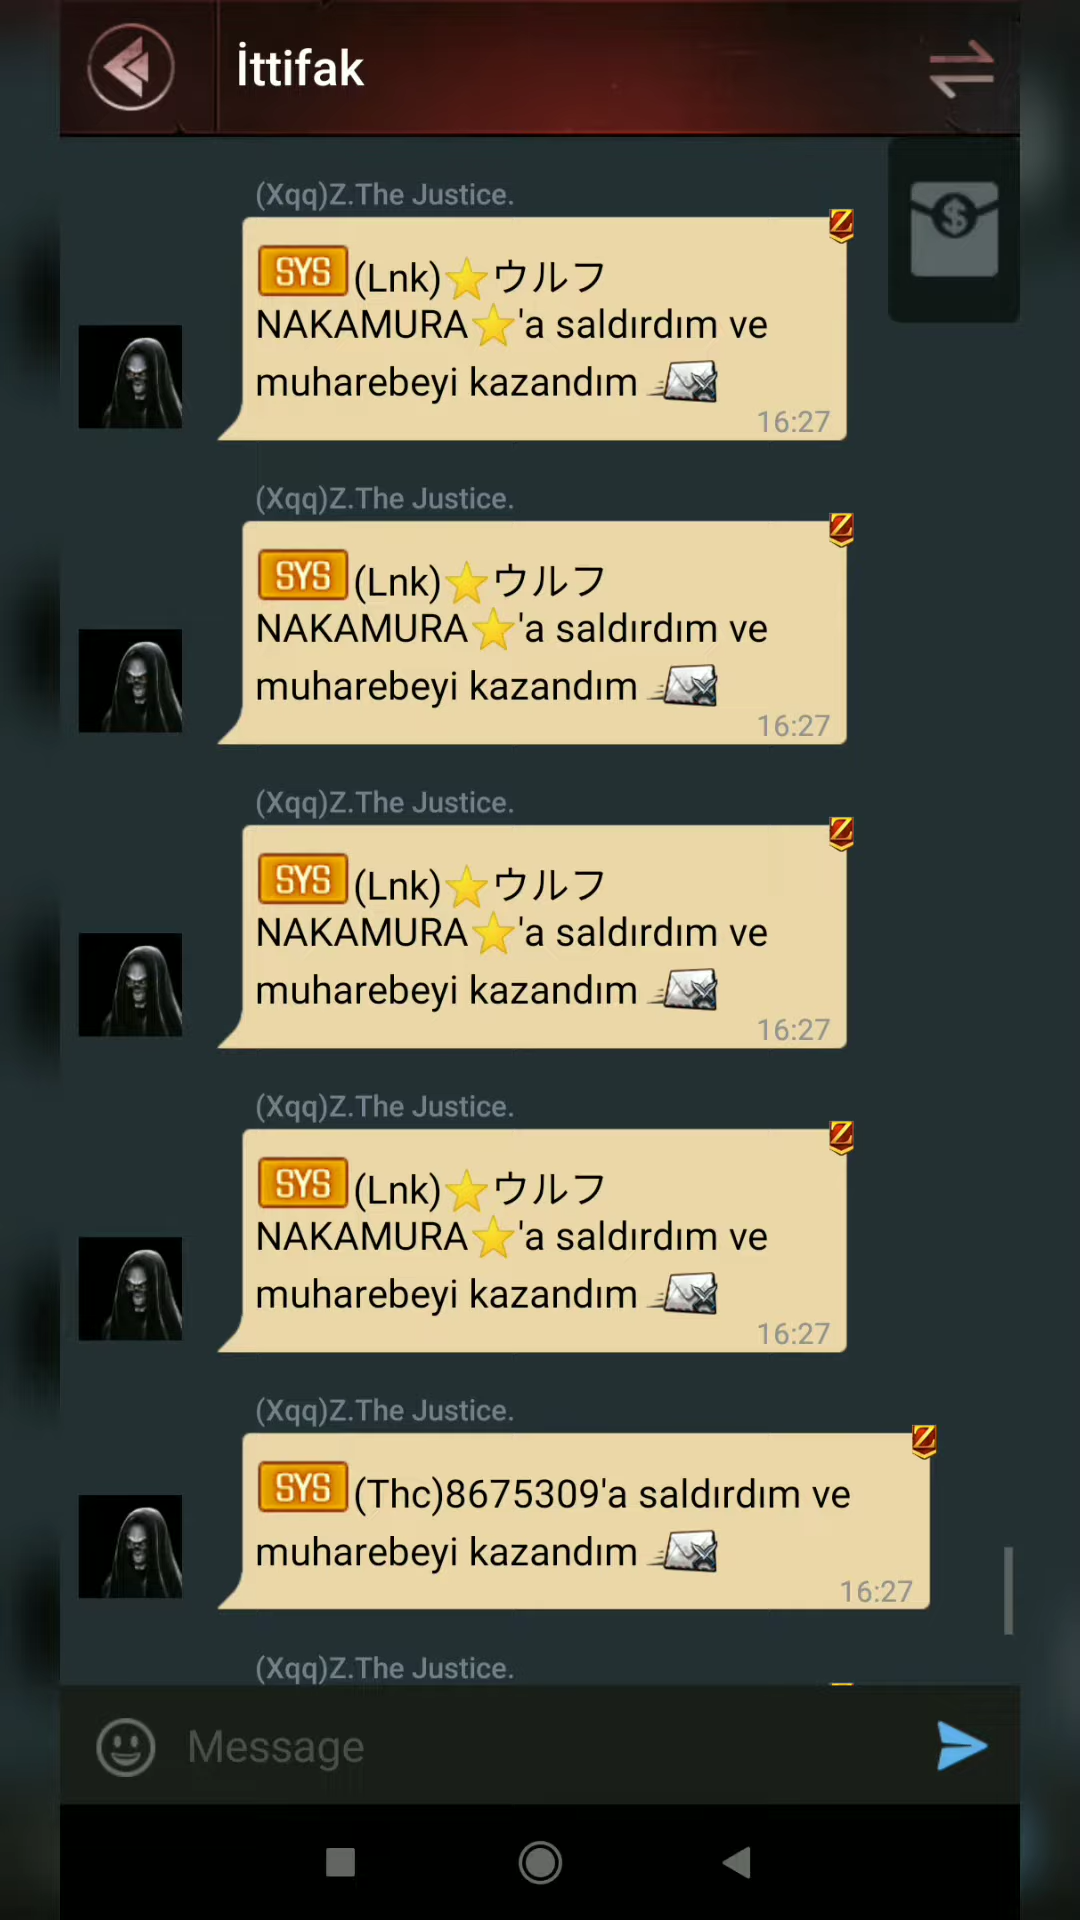 İttifak
(Xqq)Z.The Justice.
SYS (Lnk)⭐ウルフ
NAKAMURA⭐'a saldırdım ve
muharebeyi kazandım
16:27
(Xqq)Z.The Justice.
SYS (Lnk)⭐ウルフ
NAKAMURA⭐'a saldırdım ve
muharebeyi kazandım
16:27
(Xqq)Z.The Justice.
SYS (Lnk)⭐ウルフ
NAKAMURA⭐'a saldırdım ve
muharebeyi kazandım
16:27
(Xqq)Z.The Justice.
SYS (Lnk)⭐ウルフ
NAKAMURA⭐'a saldırdım ve
muharebeyi kazandım
16:27
(Xqq)Z.The Justice.
SYS (Thc)8675309'a saldırdım ve
muharebeyi kazandım
16:27
(Xqq)Z.The Justice.
Message